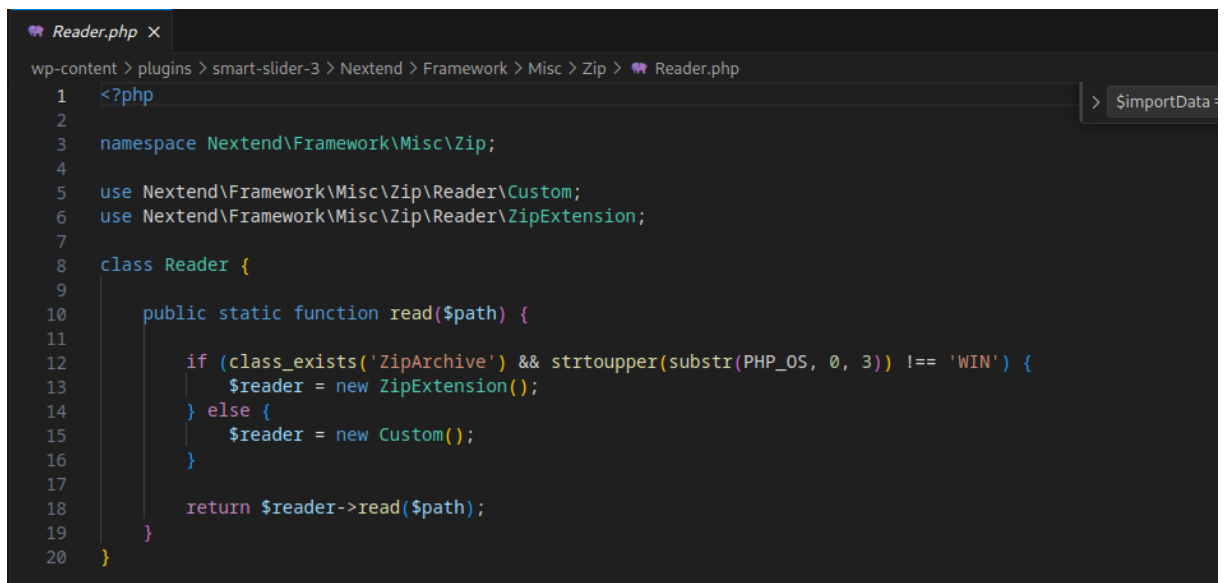 Reader.php ×
wp-content > plugins > smart-slider-3 > Nextend > Framework > Misc > Zip > Reader.php
1 <?php
> $importData =
2
3 namespace Nextend\Framework\Misc\Zip;
4
5 use Nextend\Framework\Misc\Zip\Reader\Custom;
6 use Nextend\Framework\Misc\Zip\Reader\ZipExtension;
7
8 class Reader {
9
10     public static function read($path) {
11
12         if (class_exists('ZipArchive') && strtoupper(substr(PHP_OS, 0, 3)) !== 'WIN') {
13             $reader = new ZipExtension();
14         } else {
15             $reader = new Custom();
16         }
17
18         return $reader->read($path);
19     }
20 }